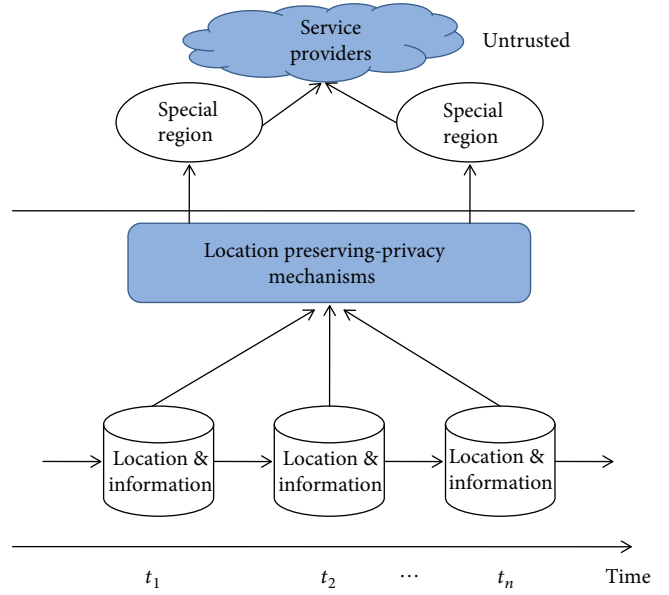 Service
providers
Untrusted
Special
region
Special
region
Location preserving-privacy
mechanisms
Location &
information
Location &
information
Location &
information
t1
t2
⋯
tn
Time